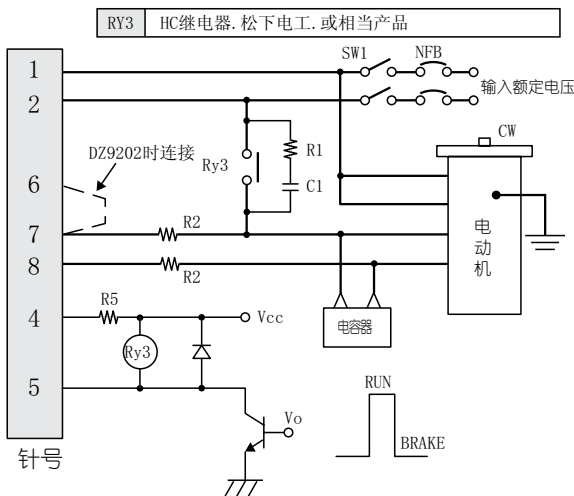 RY3 HC继电器.松下电工.或相当产品
1
SW1 NFB
2
输入额定电压
CW
DZ9202时连接
Ry3
R1
C1
6
7
R2
电动机
8
R2
R5
4
Vcc
电容器
Ry3
5
RUN
Vo
BRAKE
针号